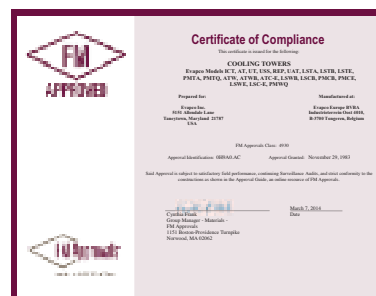 FM
APPROVED
Certificate of Compliance
This certificate is issued for the following:
COOLING TOWERS
Evapco Models ICT, AT, UT, USS, REP, UAT, LSTA, LSTB, LSTE,
PMTA, PMTQ, ATW, ATWB, ATC-E, LSWB, LSCB, PMCB, PMCE,
LSWE, LSC-E, PMWQ
Prepared for:
Manufactured at:
Evapco Inc.
5151 Allendale Lane
Taneytown, Maryland 21787
USA
Evapco Europe BVBA
Industrieterrein Oost 4010,
B-3700 Tongeren, Belgium
FM Approvals Class: 4930
Approval Granted: November 29, 1983
Said Approval is subject to satisfactory field performance, continuing Surveillance Audits, and strict conformity to the
constructions as shown in the Approval Guide, an online resource of FM Approvals.
March 7, 2014
Cynthia Frank
Date
Group Manager - Materials -
FM Approvals
1151 Boston-Providence Turnpike
Norwood, MA 02062
FM Approvals